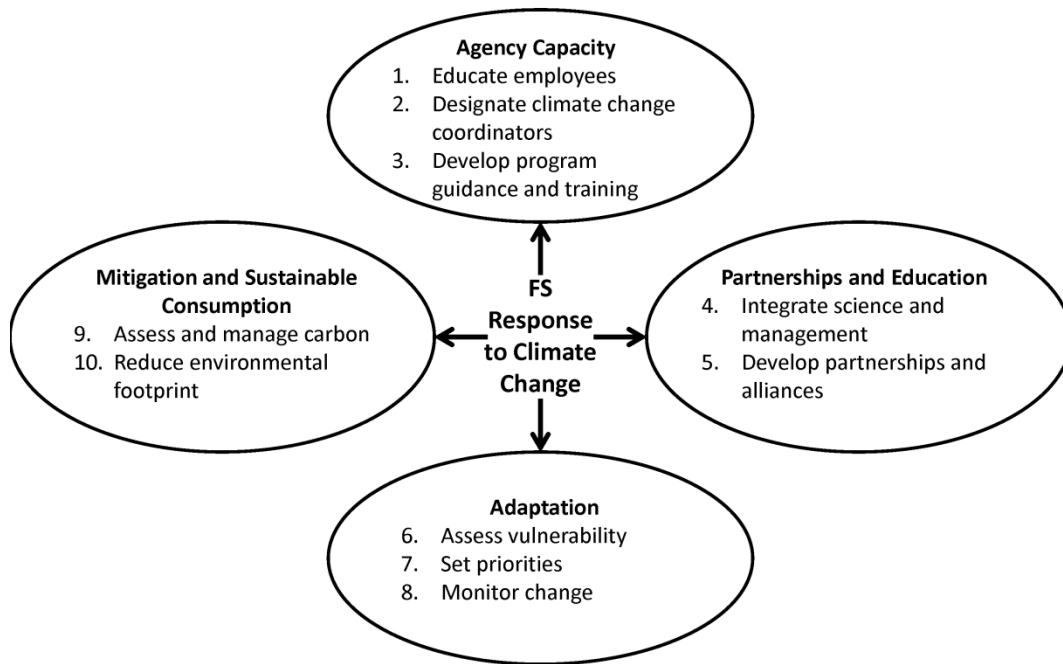 Agency Capacity
1. Educate employees
2. Designate climate change
coordinators
3. Develop program
guidance and training
Mitigation and Sustainable
Consumption
9. Assess and manage carbon
10. Reduce environmental
footprint
FS
Response
to Climate
Change
Partnerships and Education
4. Integrate science and
management
5. Develop partnerships and
alliances
Adaptation
6. Assess vulnerability
7. Set priorities
8. Monitor change